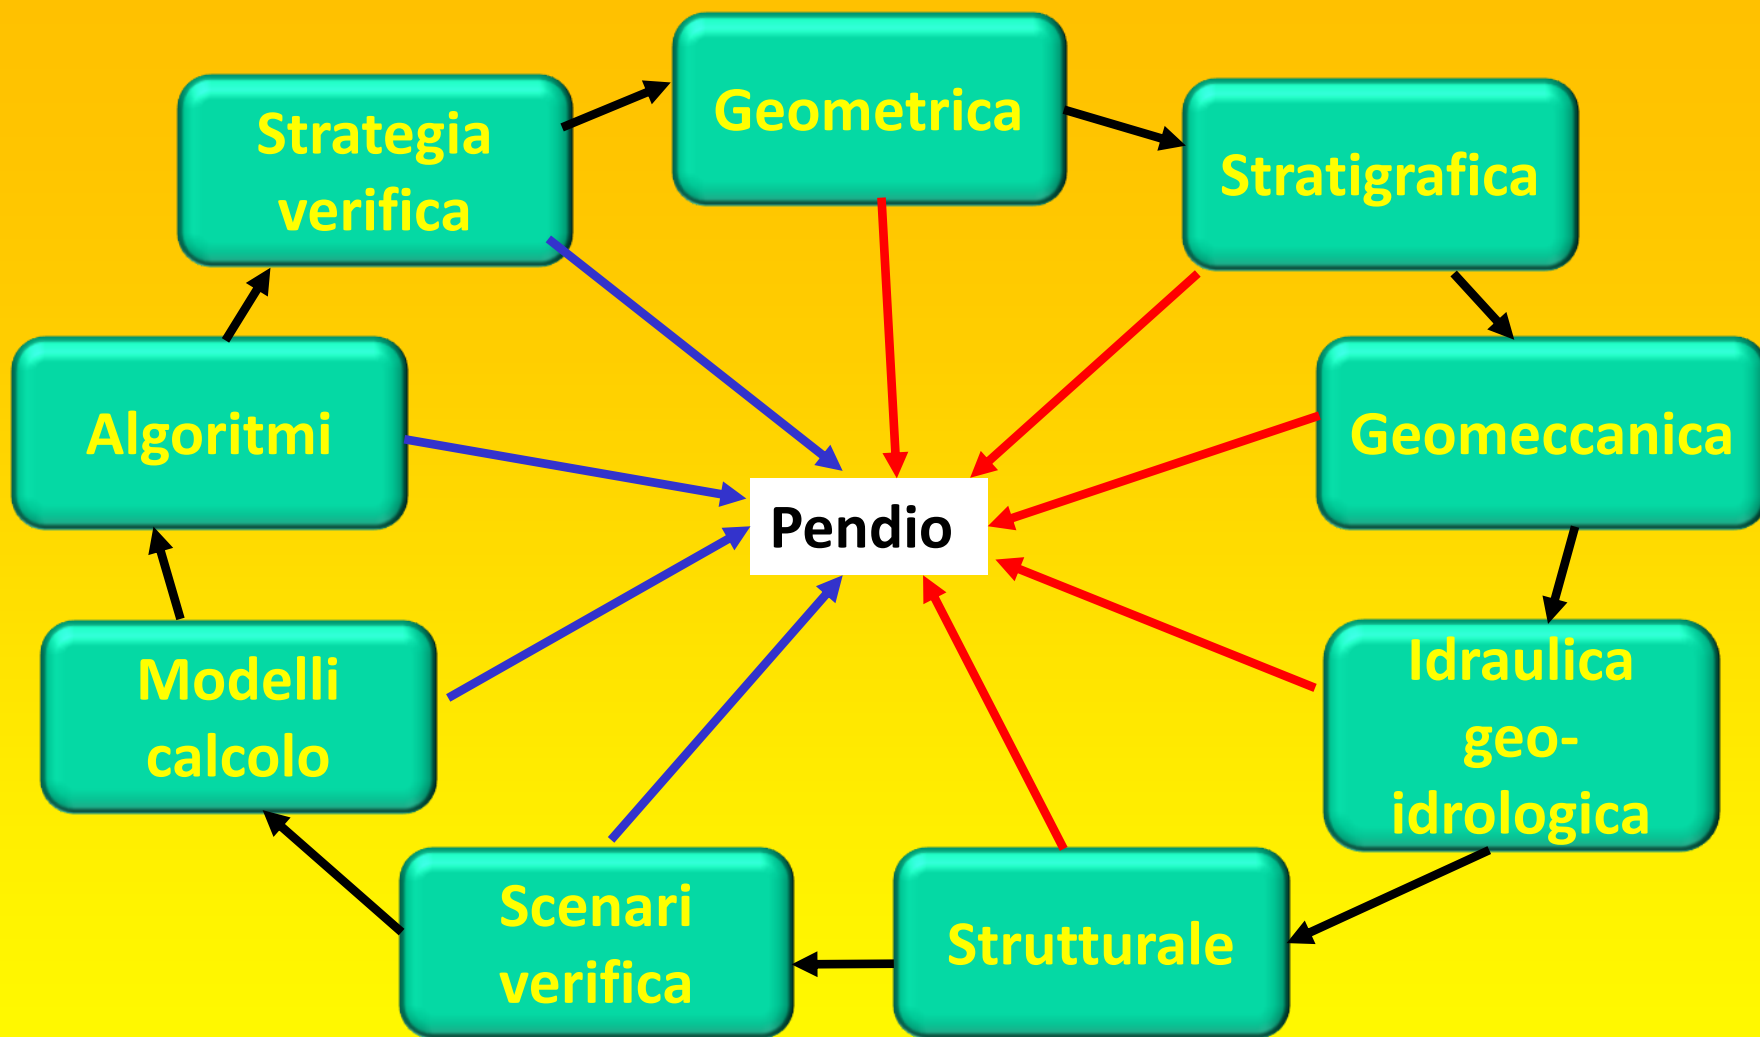 Geometrica
Strategia
verifica
Stratigrafica
Algoritmi
Geomeccanica
Pendio
Modelli
calcolo
Idraulica
geo-
idrologica
Scenari
verifica
Strutturale